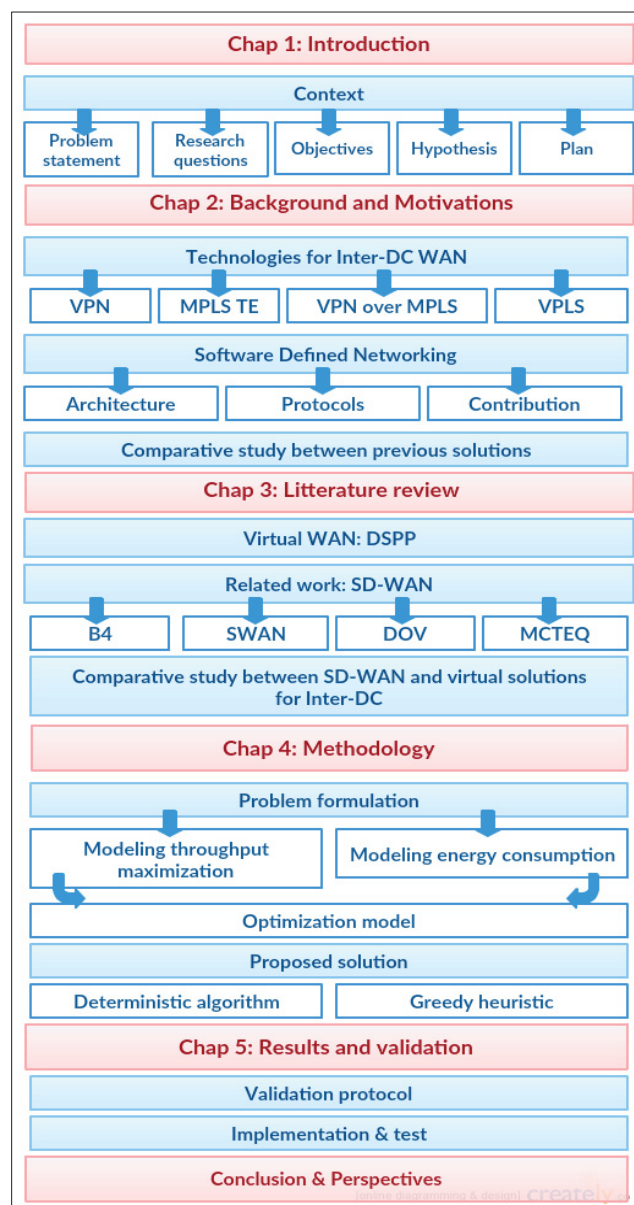 Chap 1: Introduction
Context
Problem
statement
Research
questions
Objectives
Hypothesis
Plan
Chap 2: Background and Motivations
Technologies for Inter-DC WAN
VPN
MPLS TE
VPN over MPLS
VPLS
Software Defined Networking
Architecture
Protocols
Contribution
Comparative study between previous solutions
Chap 3: Litterature review
Virtual WAN: DSPP
Related work: SD-WAN
B4
SWAN
DOV
MCTEQ
Comparative study between SD-WAN and virtual solutions
for Inter-DC
Chap 4: Methodology
Problem formulation
Modeling throughput
maximization
Modeling energy consumption
Optimization model
Proposed solution
Deterministic algorithm
Greedy heuristic
Chap 5: Results and validation
Validation protocol
Implementation & test
Conclusion & Perspectives
[online diagramming & design] creately